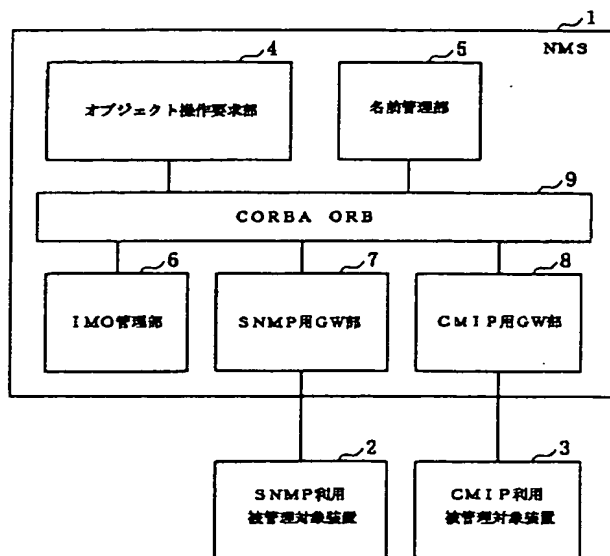 1
NMS
4
5
オブジェクト操作要求部
名前管理部
9
CORBA ORB
6
7
8
IMO管理部
SNMP用GW部
CMIP用GW部
2
3
SNMP利用
被管理対象装置
CMIP利用
被管理対象装置